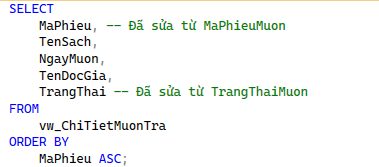 SELECT
MaPhieu, -- Đã sửa từ MaPhieuMuon
TenSach,
NgayMuon,
TenDocGia,
TrangThai -- Đã sửa từ TrangThaiMuon
FROM
vw_ChiTietMuonTra
ORDER BY
MaPhieu ASC;